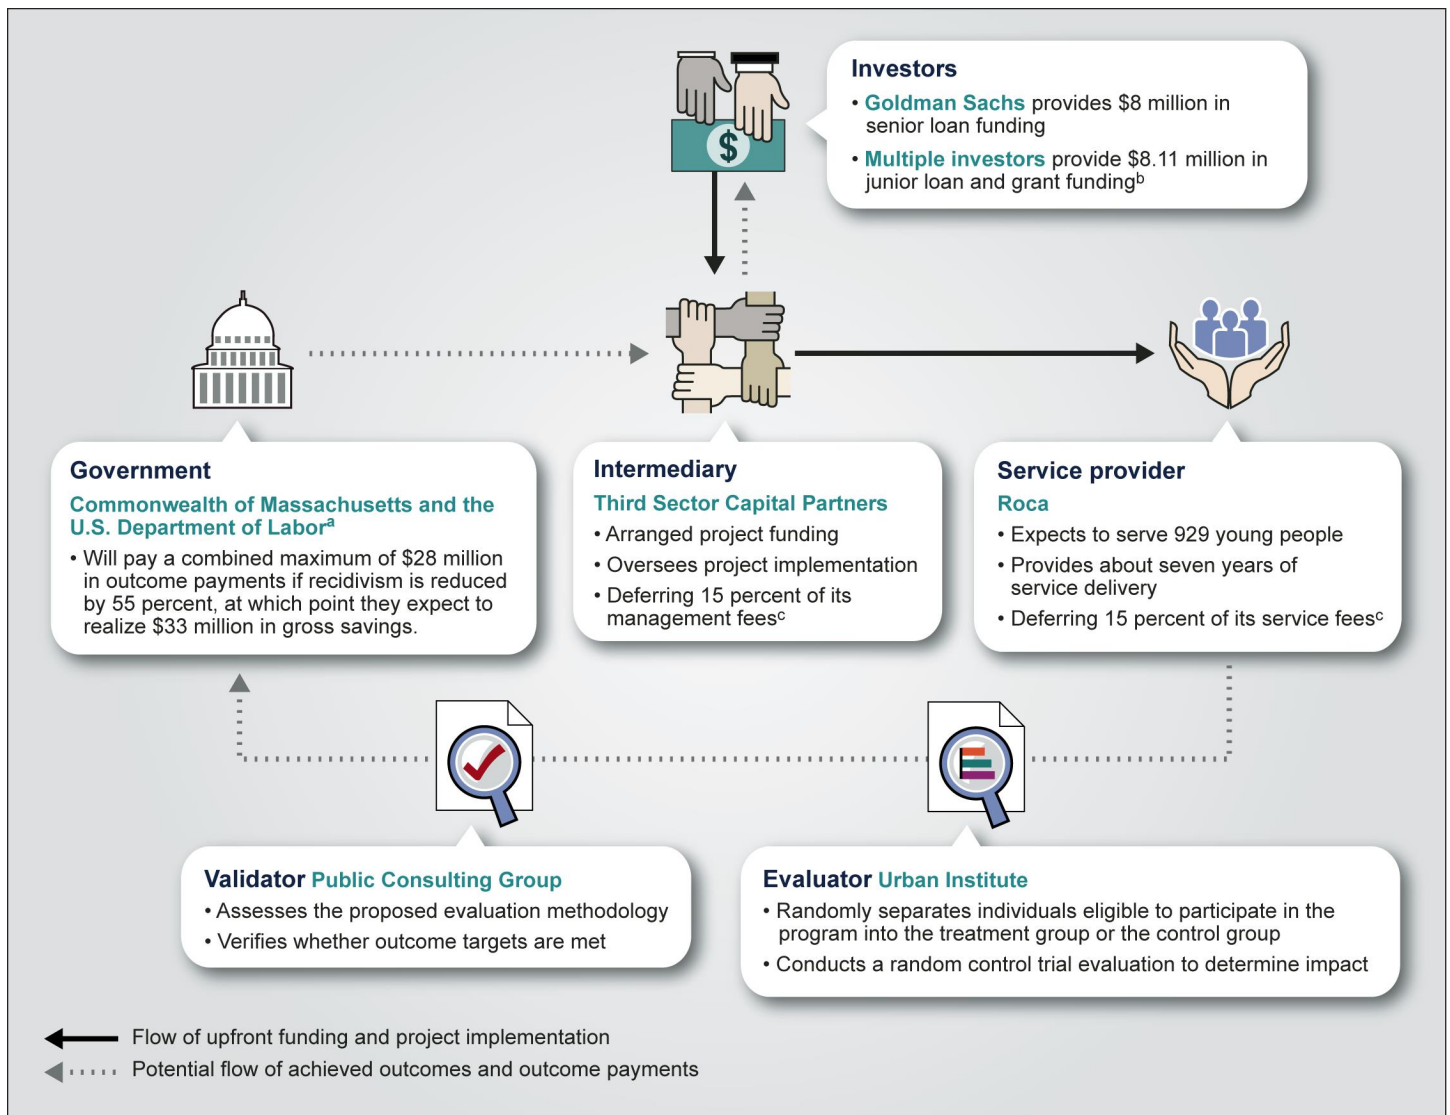 Investors
• Goldman Sachs provides $8 million in
senior loan funding
• Multiple investors provide $8.11 million in
junior loan and grant fundingᵇ
$
Government
Commonwealth of Massachusetts and the
U.S. Department of Laborᵃ
• Will pay a combined maximum of $28 million
in outcome payments if recidivism is reduced
by 55 percent, at which point they expect to
realize $33 million in gross savings.
Intermediary
Third Sector Capital Partners
• Arranged project funding
• Oversees project implementation
• Deferring 15 percent of its
management feesᶜ
Service provider
Roca
• Expects to serve 929 young people
• Provides about seven years of
service delivery
• Deferring 15 percent of its service feesᶜ
Validator Public Consulting Group
• Assesses the proposed evaluation methodology
• Verifies whether outcome targets are met
Evaluator Urban Institute
• Randomly separates individuals eligible to participate in the
program into the treatment group or the control group
• Conducts a random control trial evaluation to determine impact
Flow of upfront funding and project implementation
Potential flow of achieved outcomes and outcome payments